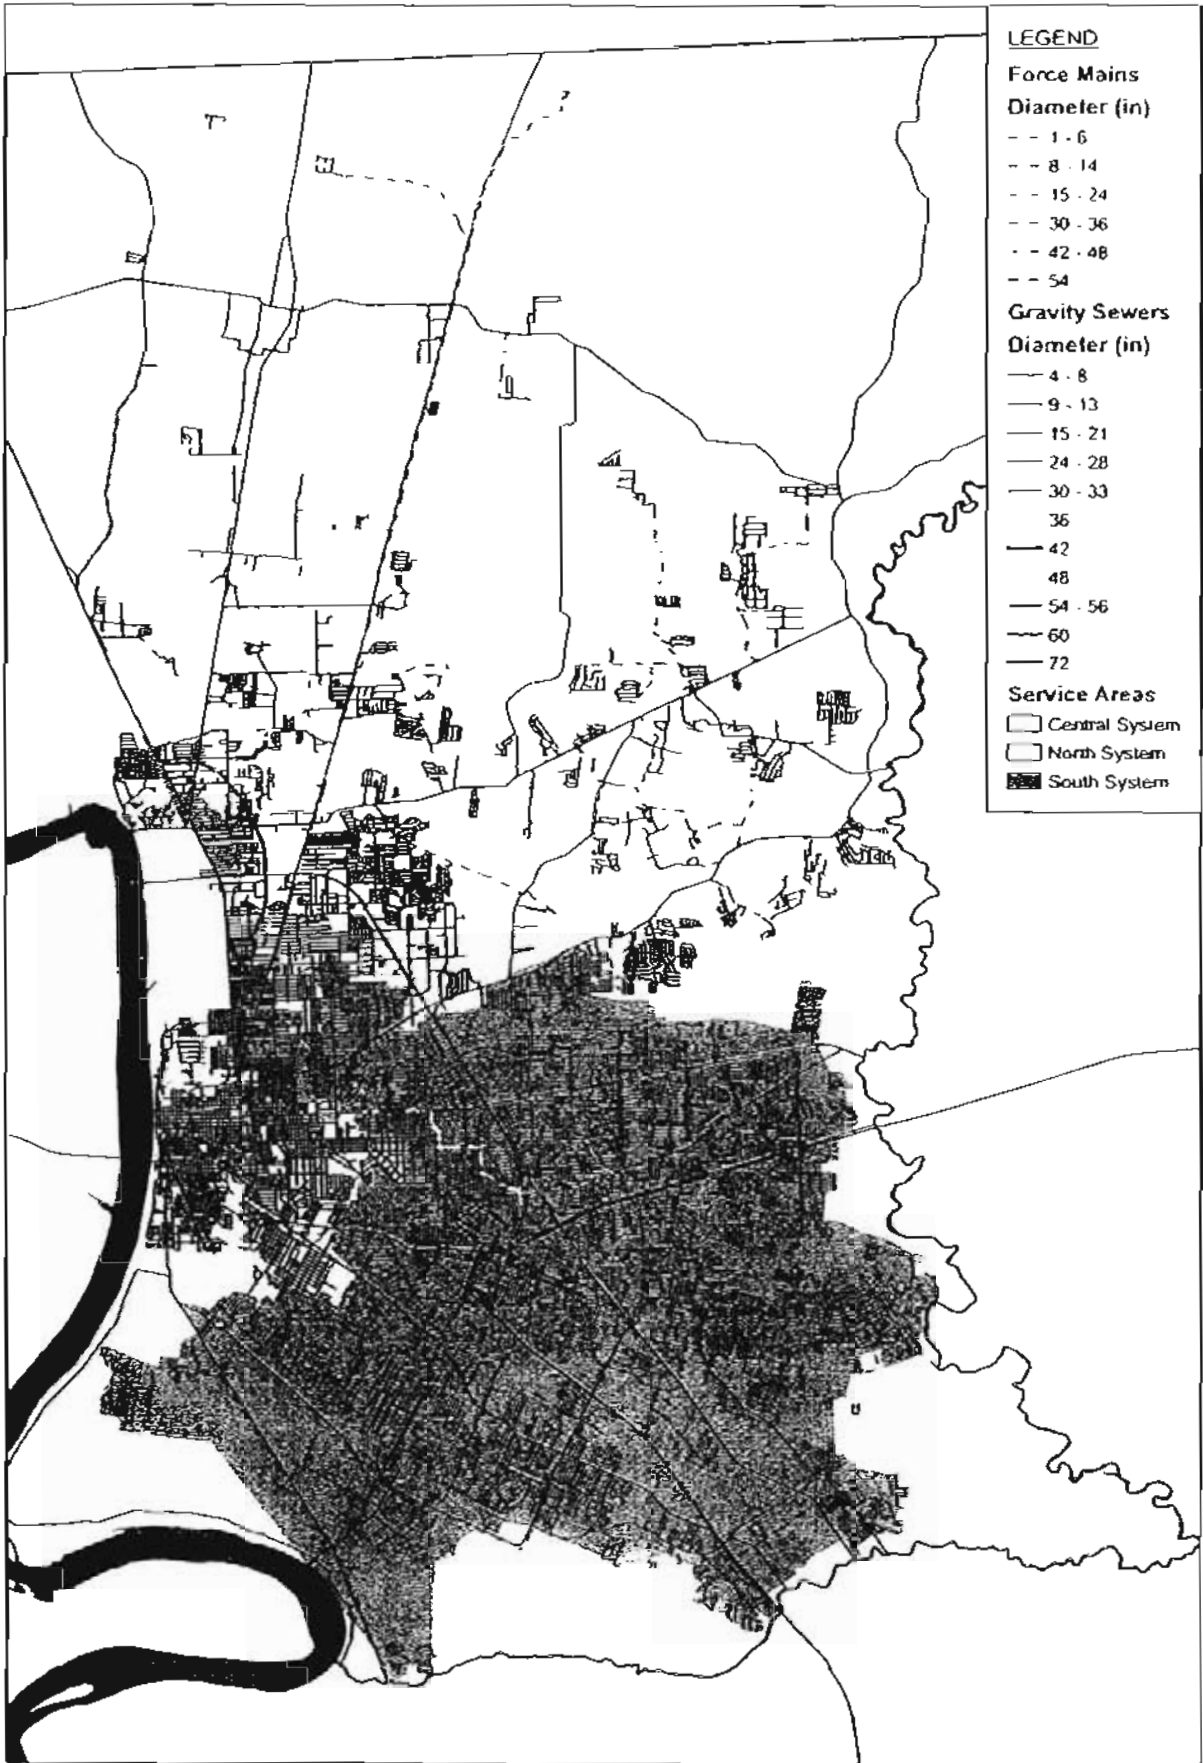 LEGEND
Force Mains
Diameter (in)
1 - 6
8 - 14
15 - 24
30 - 36
42 - 48
54
Gravity Sewers
Diameter (in)
4 - 8
9 - 13
15 - 21
24 - 28
30 - 33
36
42
48
54 - 56
60
72
Service Areas
Central System
North System
South System